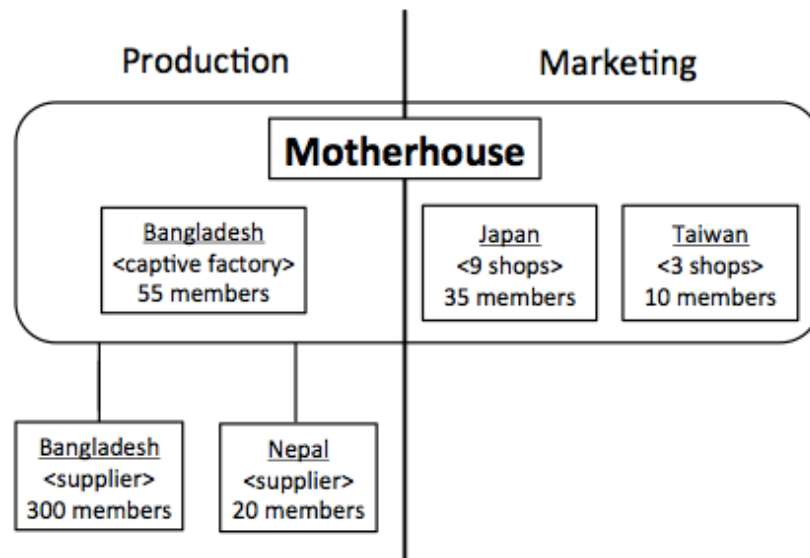 Production
Marketing
Motherhouse
Bangladesh
<captive factory>
55 members
Japan
<9 shops>
35 members
Taiwan
<3 shops>
10 members
Bangladesh
<supplier>
300 members
Nepal
<supplier>
20 members